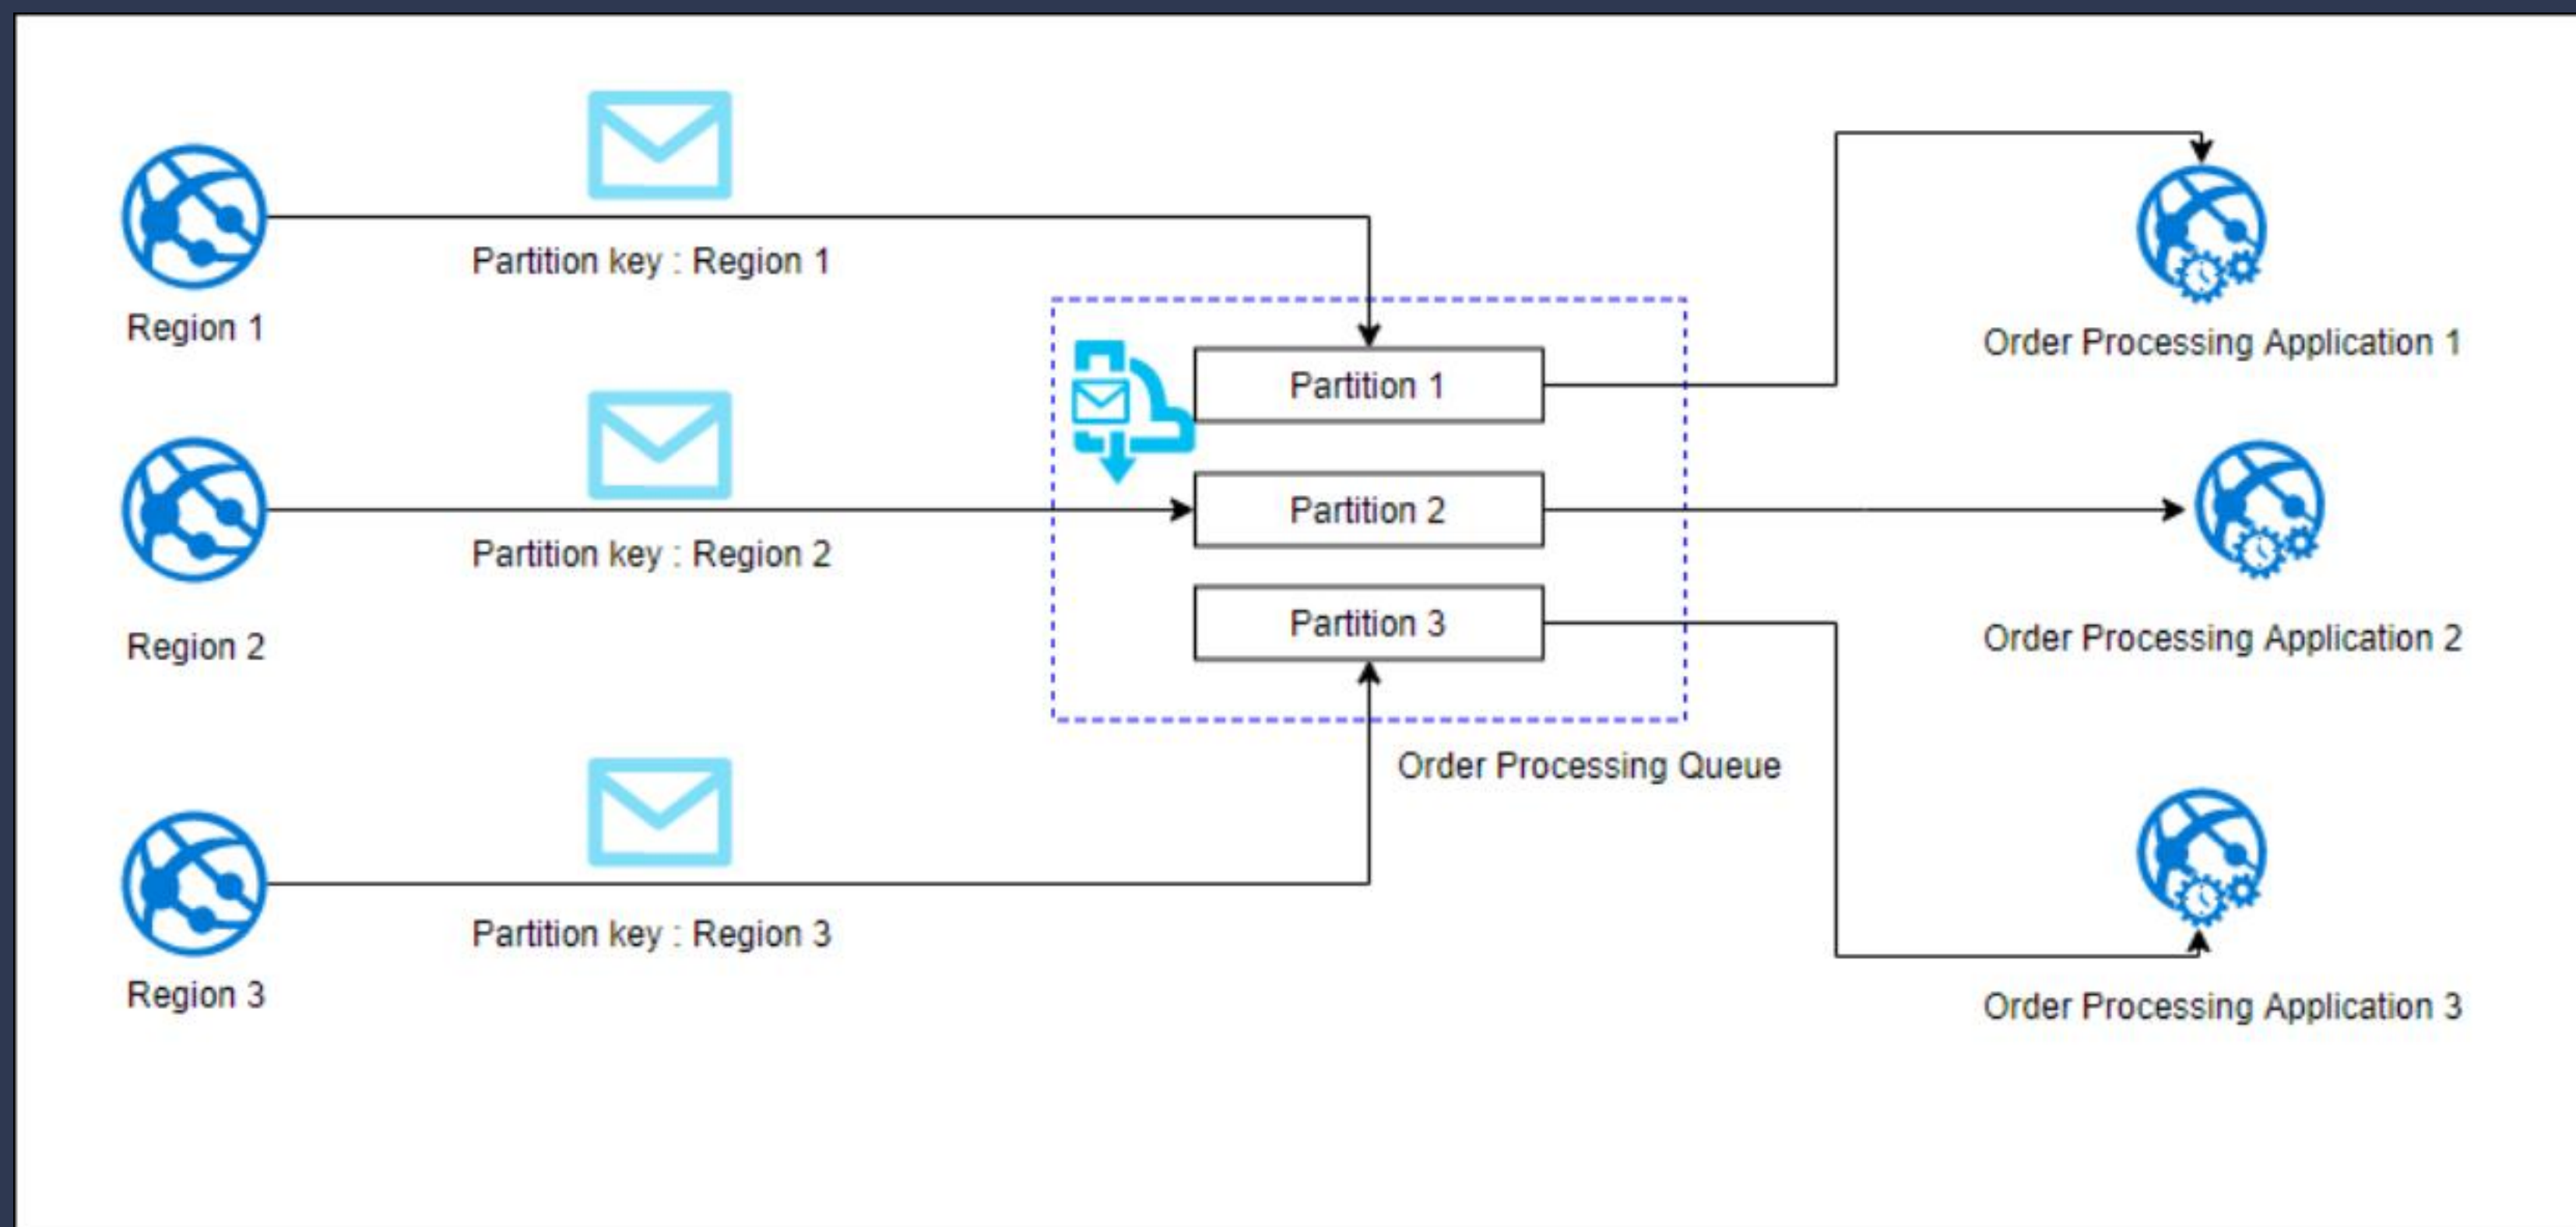 Partition key : Region 1
Region 1
Partition 1
Order Processing Application 1
Partition 2
Partition key : Region 2
Region 2
Partition 3
Order Processing Application 2
Order Processing Queue
Partition key : Region 3
Region 3
Order Processing Application 3